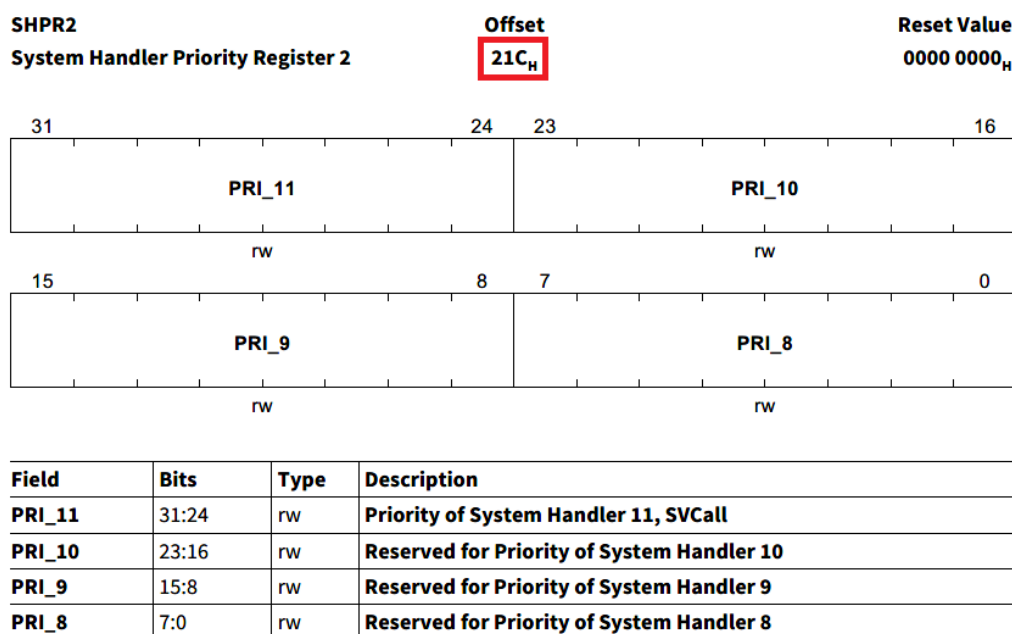 SHPR2 Offset Reset Value
System Handler Priority Register 2 21CH 0000 0000H
31 24 23 16
PRI_11 PRI_10
rw rw
15 8 7 0
PRI_9 PRI_8
rw rw
Field Bits Type Description
PRI_11 31:24 rw Priority of System Handler 11, SVCall
PRI_10 23:16 rw Reserved for Priority of System Handler 10
PRI_9 15:8 rw Reserved for Priority of System Handler 9
PRI_8 7:0 rw Reserved for Priority of System Handler 8